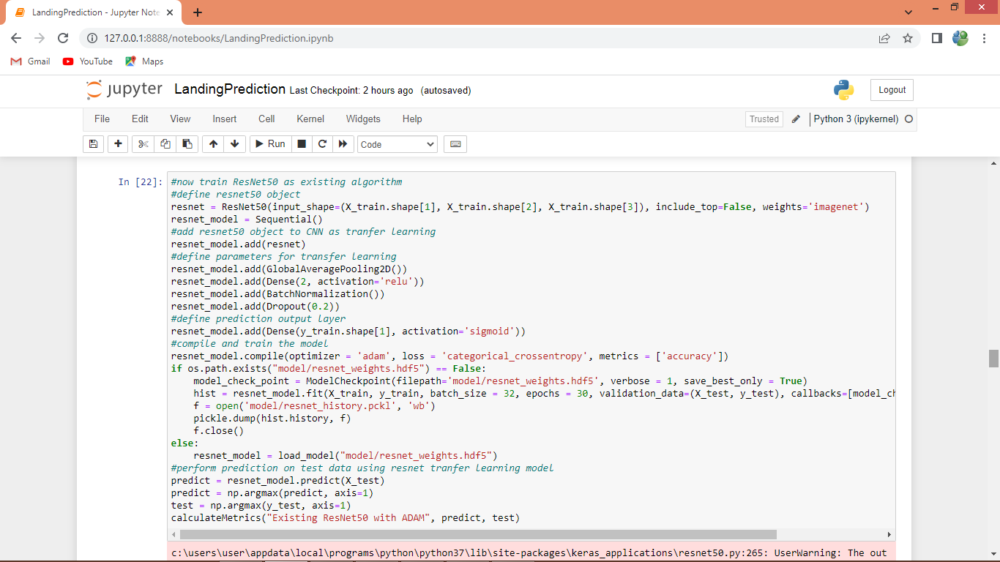 LandingPrediction - Jupyter Note
127.0.0.1:8888/notebooks/LandingPrediction.ipynb
Gmail YouTube Maps
jupyter LandingPrediction Last Checkpoint: 2 hours ago (autosaved) Logout
File Edit View Insert Cell Kernel Widgets Help Trusted Python 3 (ipykernel)
Run Code
In [22]:
#now train ResNet50 as existing algorithm
#define resnet50 object
resnet = ResNet50(input_shape=(X_train.shape[1], X_train.shape[2], X_train.shape[3]), include_top=False, weights='imagenet')
resnet_model = Sequential()
#add resnet50 object to CNN as tranfer learning
resnet_model.add(resnet)
#define parameters for transfer learning
resnet_model.add(GlobalAveragePooling2D())
resnet_model.add(Dense(2, activation='relu'))
resnet_model.add(BatchNormalization())
resnet_model.add(Dropout(0.2))
#define prediction output layer
resnet_model.add(Dense(y_train.shape[1], activation='sigmoid'))
#compile and train the model
resnet_model.compile(optimizer = 'adam', loss = 'categorical_crossentropy', metrics = ['accuracy'])
if os.path.exists("model/resnet_weights.hdf5") == False:
    model_check_point = ModelCheckpoint(filepath='model/resnet_weights.hdf5', verbose = 1, save_best_only = True)
    hist = resnet_model.fit(X_train, y_train, batch_size = 32, epochs = 30, validation_data=(X_test, y_test), callbacks=[model_ch
    f = open('model/resnet_history.pckl', 'wb')
    pickle.dump(hist.history, f)
    f.close()
else:
    resnet_model = load_model("model/resnet_weights.hdf5")
#perform prediction on test data using resnet tranfer learning model
predict = resnet_model.predict(X_test)
predict = np.argmax(predict, axis=1)
test = np.argmax(y_test, axis=1)
calculateMetrics("Existing ResNet50 with ADAM", predict, test)
c:\users\user\appdata\local\programs\python\python37\lib\site-packages\keras_applications\resnet50.py:265: UserWarning: The out